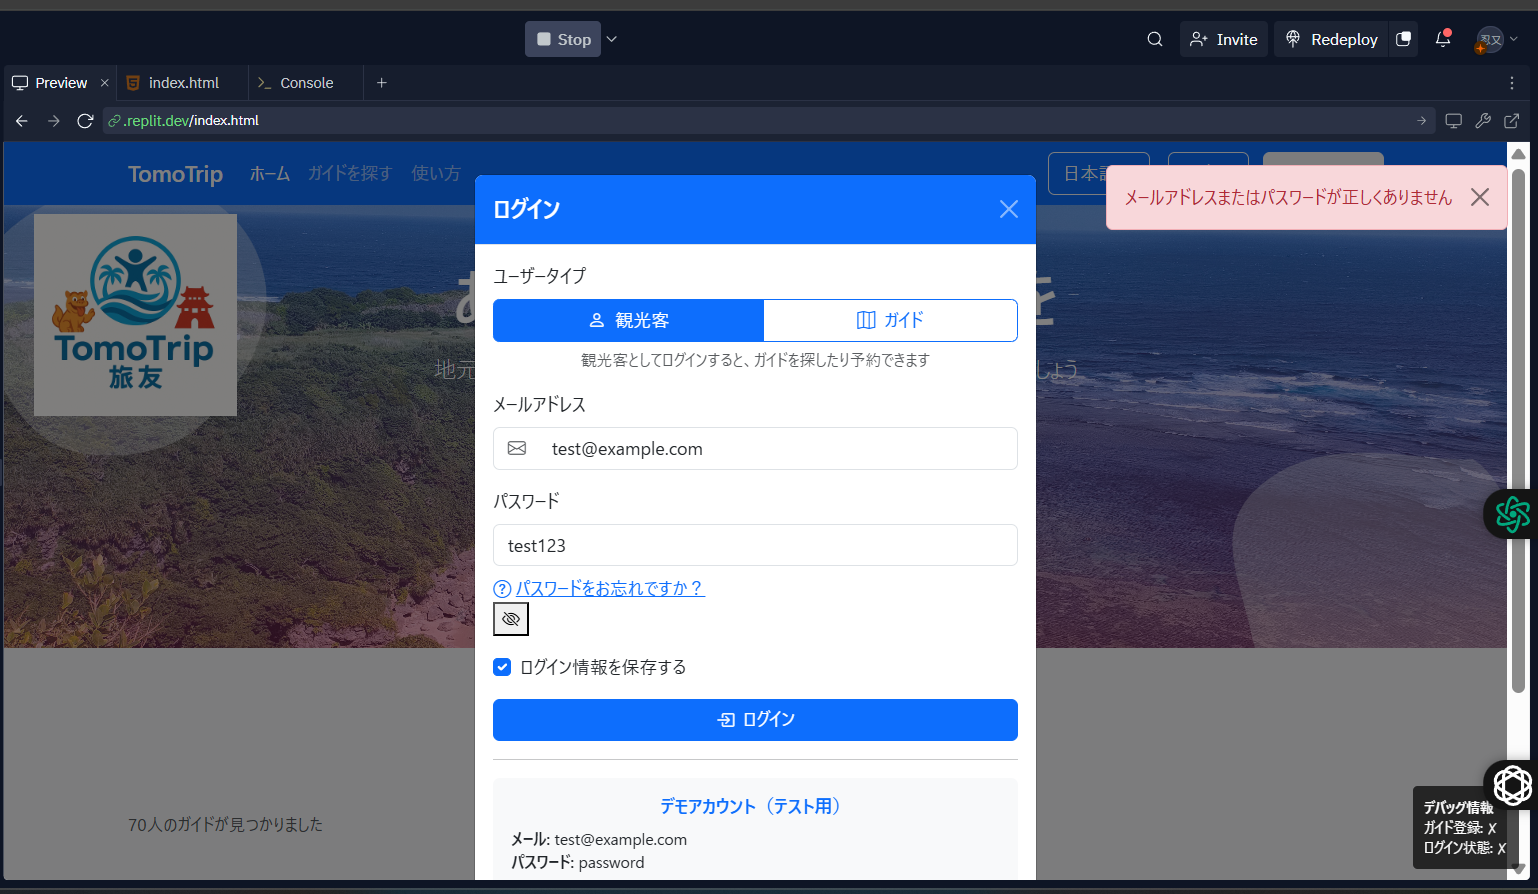 Stop
Invite
Redeploy
忍又
Preview
index.html
Console
.replit.dev/index.html
TomoTrip ホーム ガイドを探す 使い方
日本語
メールアドレスまたはパスワードが正しくありません
ログイン
TomoTrip
旅友
あ
を
地元
しょう
ユーザータイプ
観光客
ガイド
観光客としてログインすると、ガイドを探したり予約できます
メールアドレス
test@example.com
パスワード
test123
パスワードをお忘れですか？
ログイン情報を保存する
ログイン
デモアカウント（テスト用）
メール: test@example.com
パスワード: password
70人のガイドが見つかりました
デバッグ情報
ガイド登録: ✗
ログイン状態: ✗